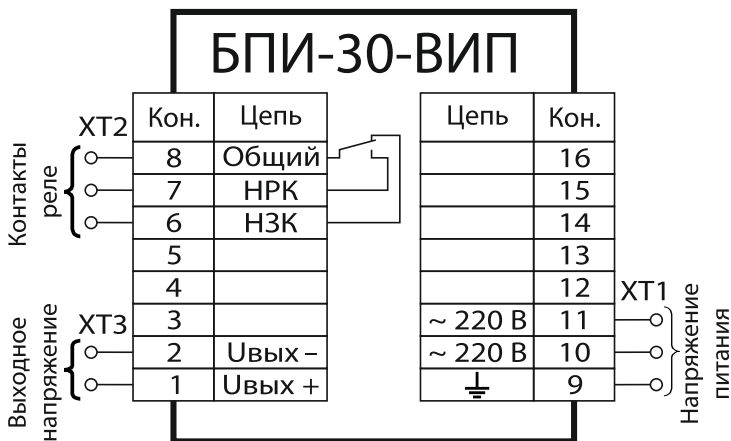 БПИ-30-ВИП
Кон. Цепь
XT2
Контакты
реле
8 Общий
7 НРК
6 НЗК
5
4
3
XT3
Выходное
напряжение
2 Uвых –
1 Uвых +
Цепь Кон.
16
15
14
13
12
XT1
~ 220 В 11
~ 220 В 10
9
Напряжение
питания